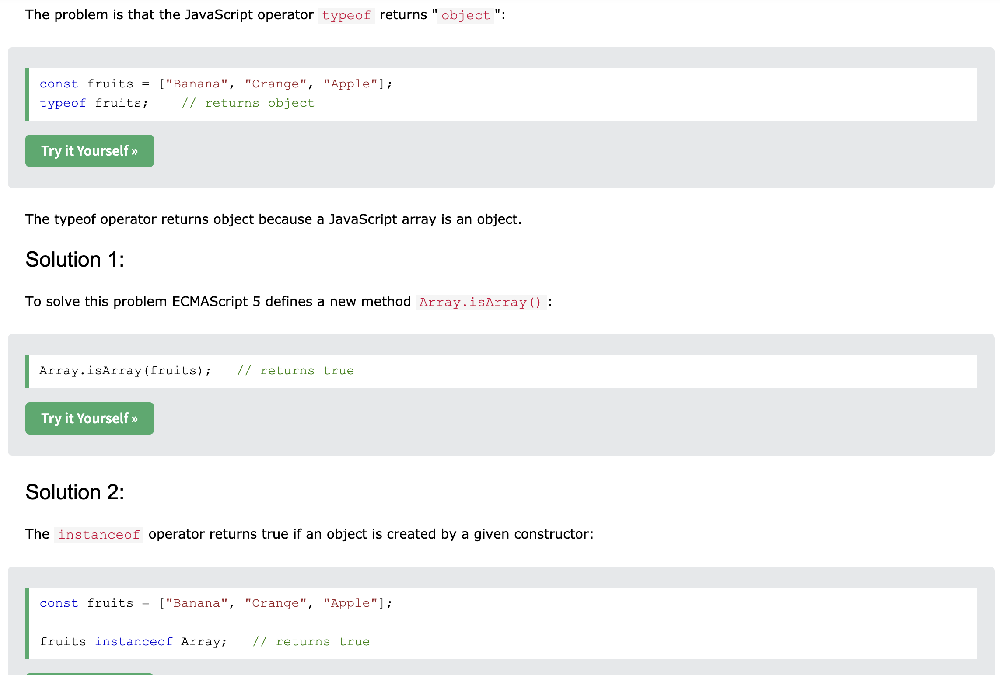 The problem is that the JavaScript operator typeof returns "object":
const fruits = ["Banana", "Orange", "Apple"];
typeof fruits;    // returns object
Try it Yourself »
The typeof operator returns object because a JavaScript array is an object.
Solution 1:
To solve this problem ECMAScript 5 defines a new method Array.isArray():
Array.isArray(fruits);   // returns true
Try it Yourself »
Solution 2:
The instanceof operator returns true if an object is created by a given constructor:
const fruits = ["Banana", "Orange", "Apple"];
fruits instanceof Array;   // returns true